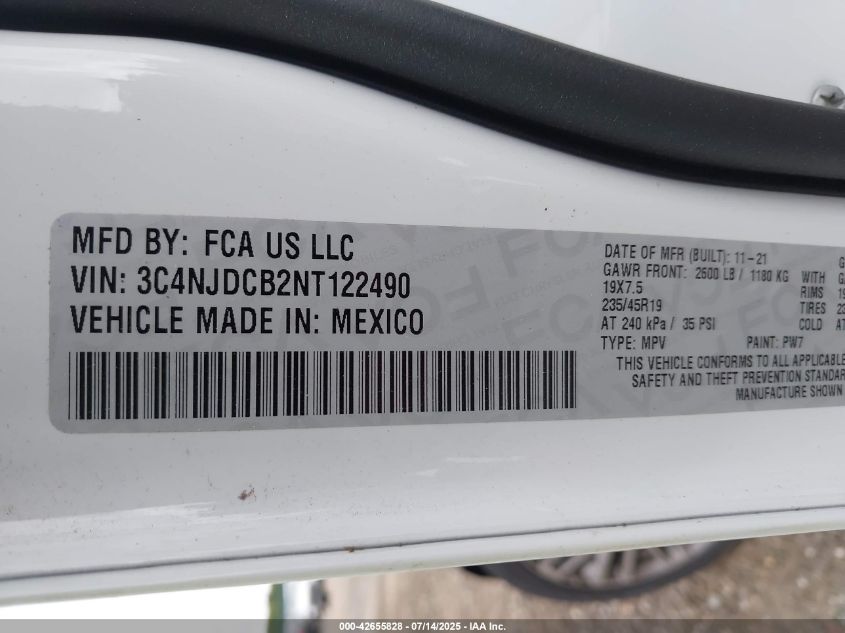 MFD BY: FCA US LLC
VIN: 3C4NJDCB2NT122490
VEHICLE MADE IN: MEXICO
DATE OF MFR (BUILT): 11-21
GAWR FRONT: 2600 LB / 1180 KG WITH
19X7.5 RIMS 19
235/45R19 TIRES 23
AT 240 kPa / 35 PSI COLD AT
TYPE: MPV PAINT: PW7
THIS VEHICLE CONFORMS TO ALL APPLICABLE
SAFETY AND THEFT PREVENTION STANDAR
MANUFACTURE SHOWN
000-42655828 - 07/14/2025 - IAA Inc.